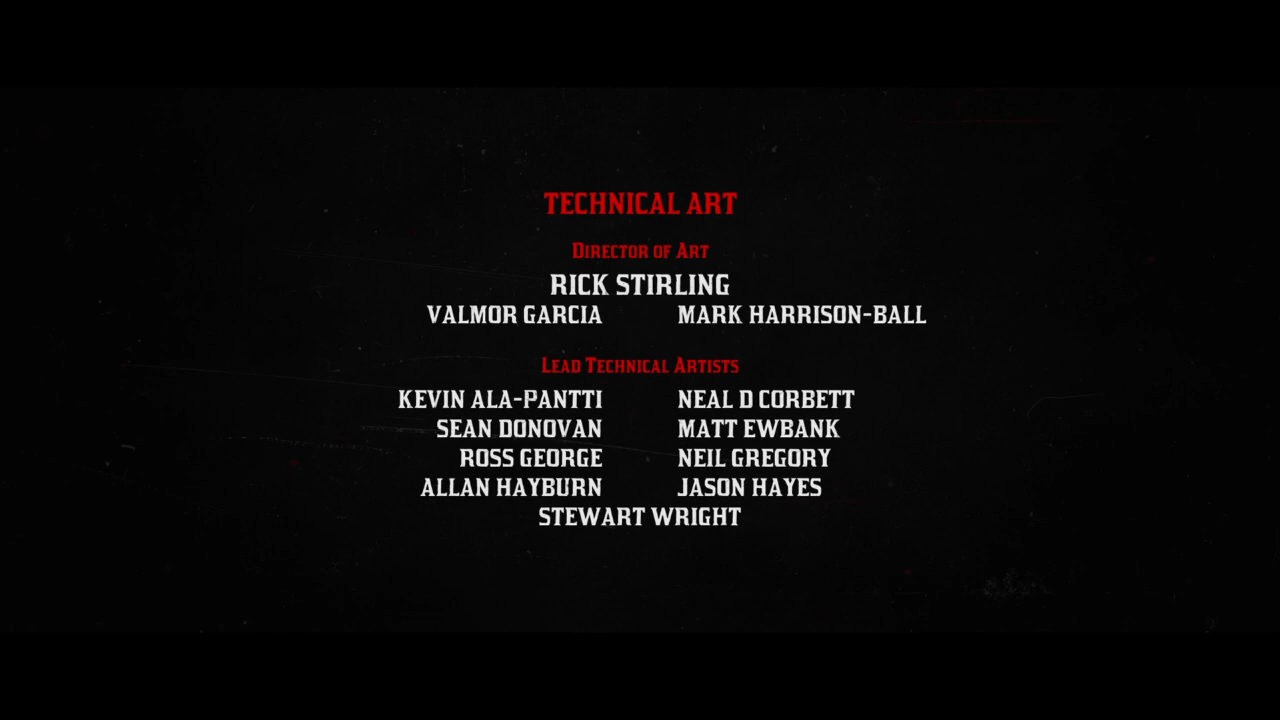 TECHNICAL ART
DIRECTOR OF ART
RICK STIRLING
VALMOR GARCIA MARK HARRISON-BALL
LEAD TECHNICAL ARTISTS
KEVIN ALA-PANTTI NEAL D CORBETT
SEAN DONOVAN MATT EWBANK
ROSS GEORGE NEIL GREGORY
ALLAN HAYBURN JASON HAYES
STEWART WRIGHT